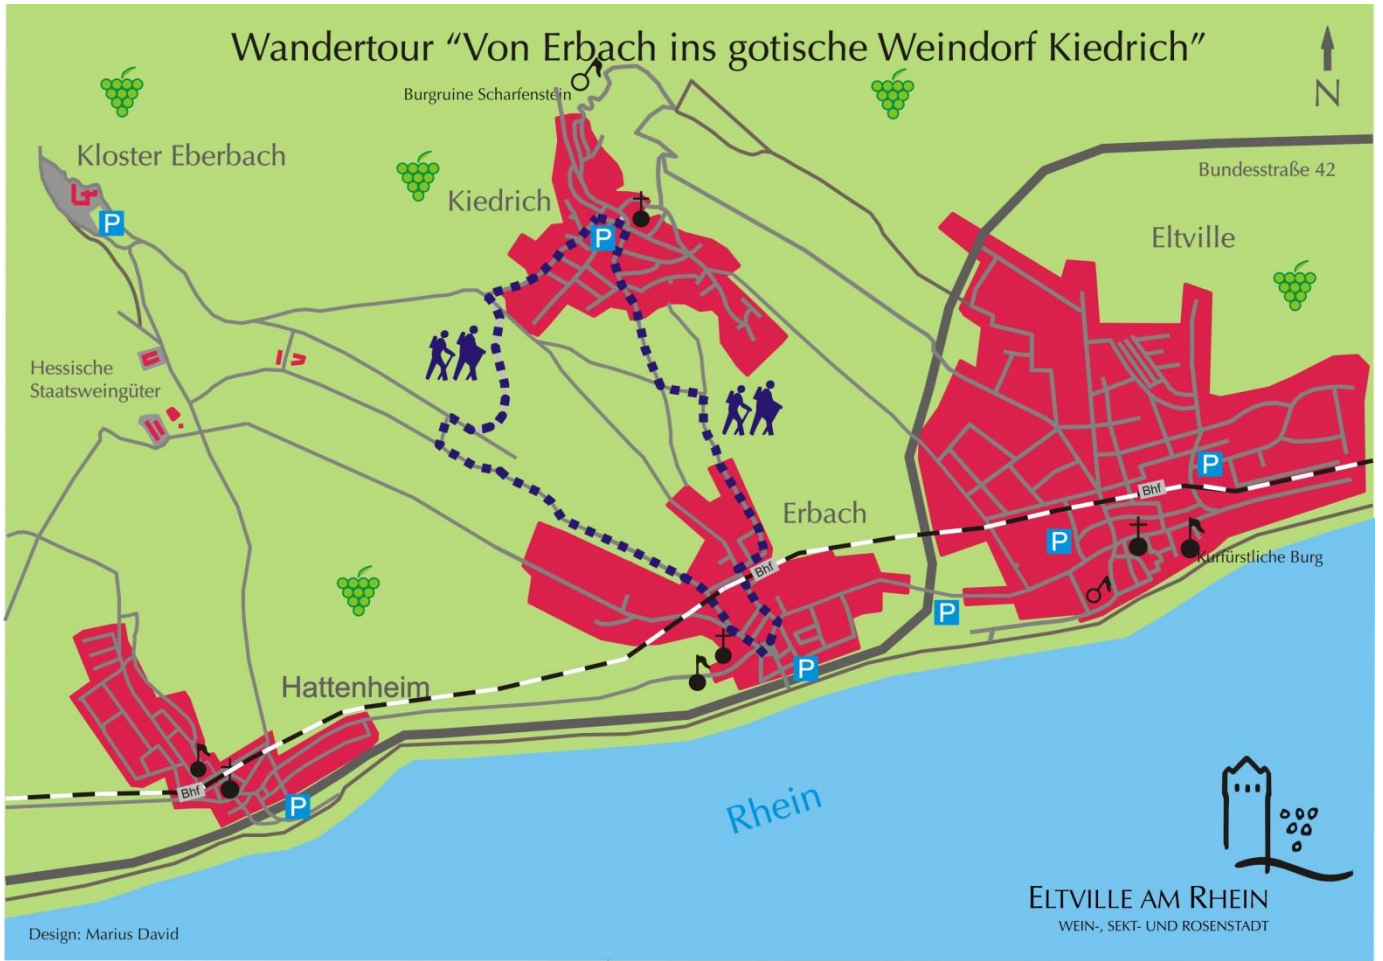 Wandertour “Von Erbach ins gotische Weindorf Kiedrich”
N
Burgruine Scharfenstein
Kloster Eberbach
P
Bundesstraße 42
Kiedrich
P
Eltville
Hessische
Staatsweingüter
P
Bhf
Erbach
P
Kurfürstliche Burg
Bhf
P
Hattenheim
P
Bhf
P
Rhein
ELTVILLE AM RHEIN
WEIN-, SEKT- UND ROSENSTADT
Design: Marius David